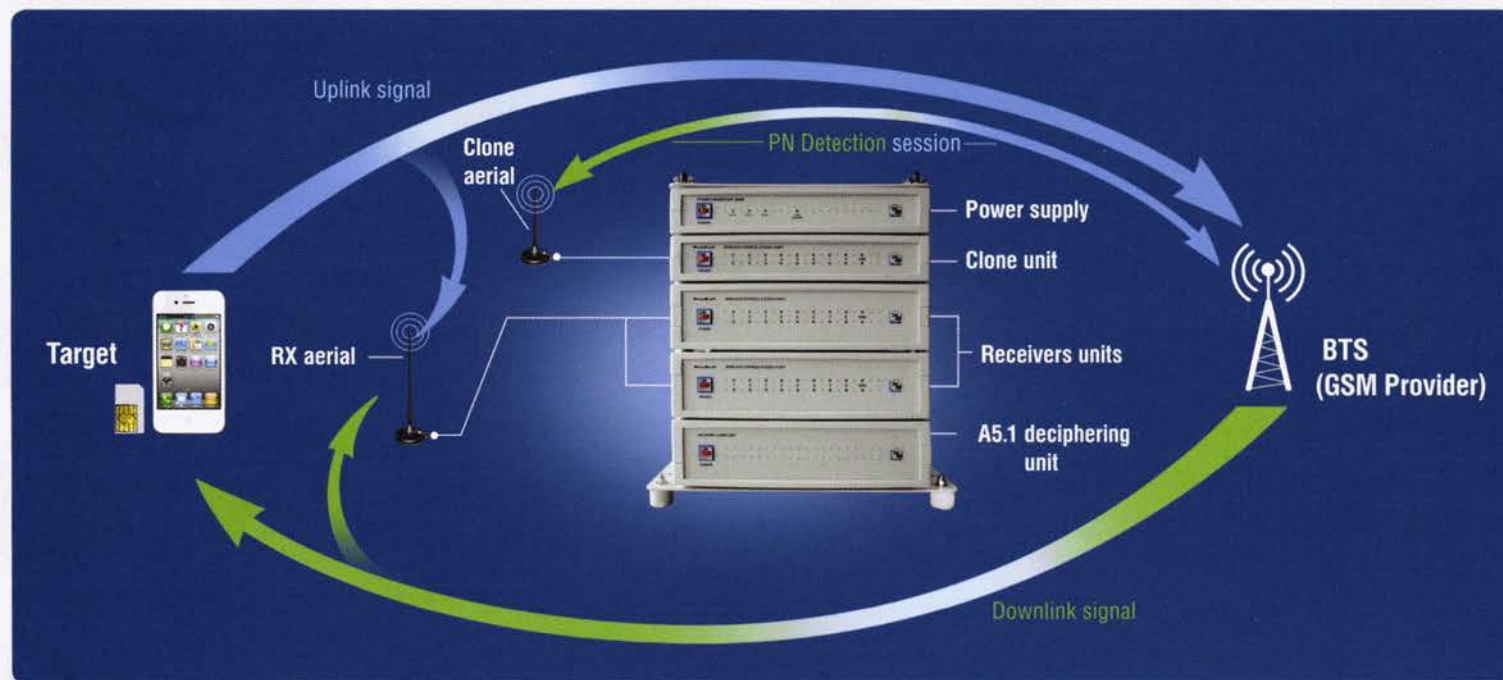 Uplink signal
Clone
aerial
PN Detection session
Power supply
Clone unit
Target
RX aerial
Receivers units
BTS
(GSM Provider)
A5.1 deciphering
unit
Downlink signal